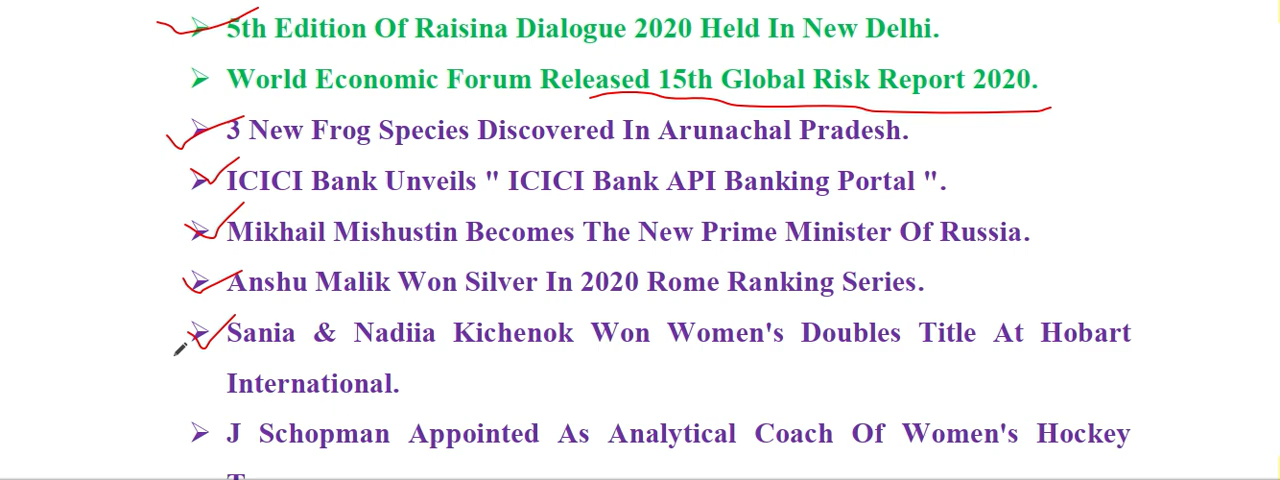 5th Edition Of Raisina Dialogue 2020 Held In New Delhi.
World Economic Forum Released 15th Global Risk Report 2020.
3 New Frog Species Discovered In Arunachal Pradesh.
ICICI Bank Unveils " ICICI Bank API Banking Portal ".
Mikhail Mishustin Becomes The New Prime Minister Of Russia.
Anshu Malik Won Silver In 2020 Rome Ranking Series.
Sania & Nadiia Kichenok Won Women's Doubles Title At Hobart
International.
J Schopman Appointed As Analytical Coach Of Women's Hockey